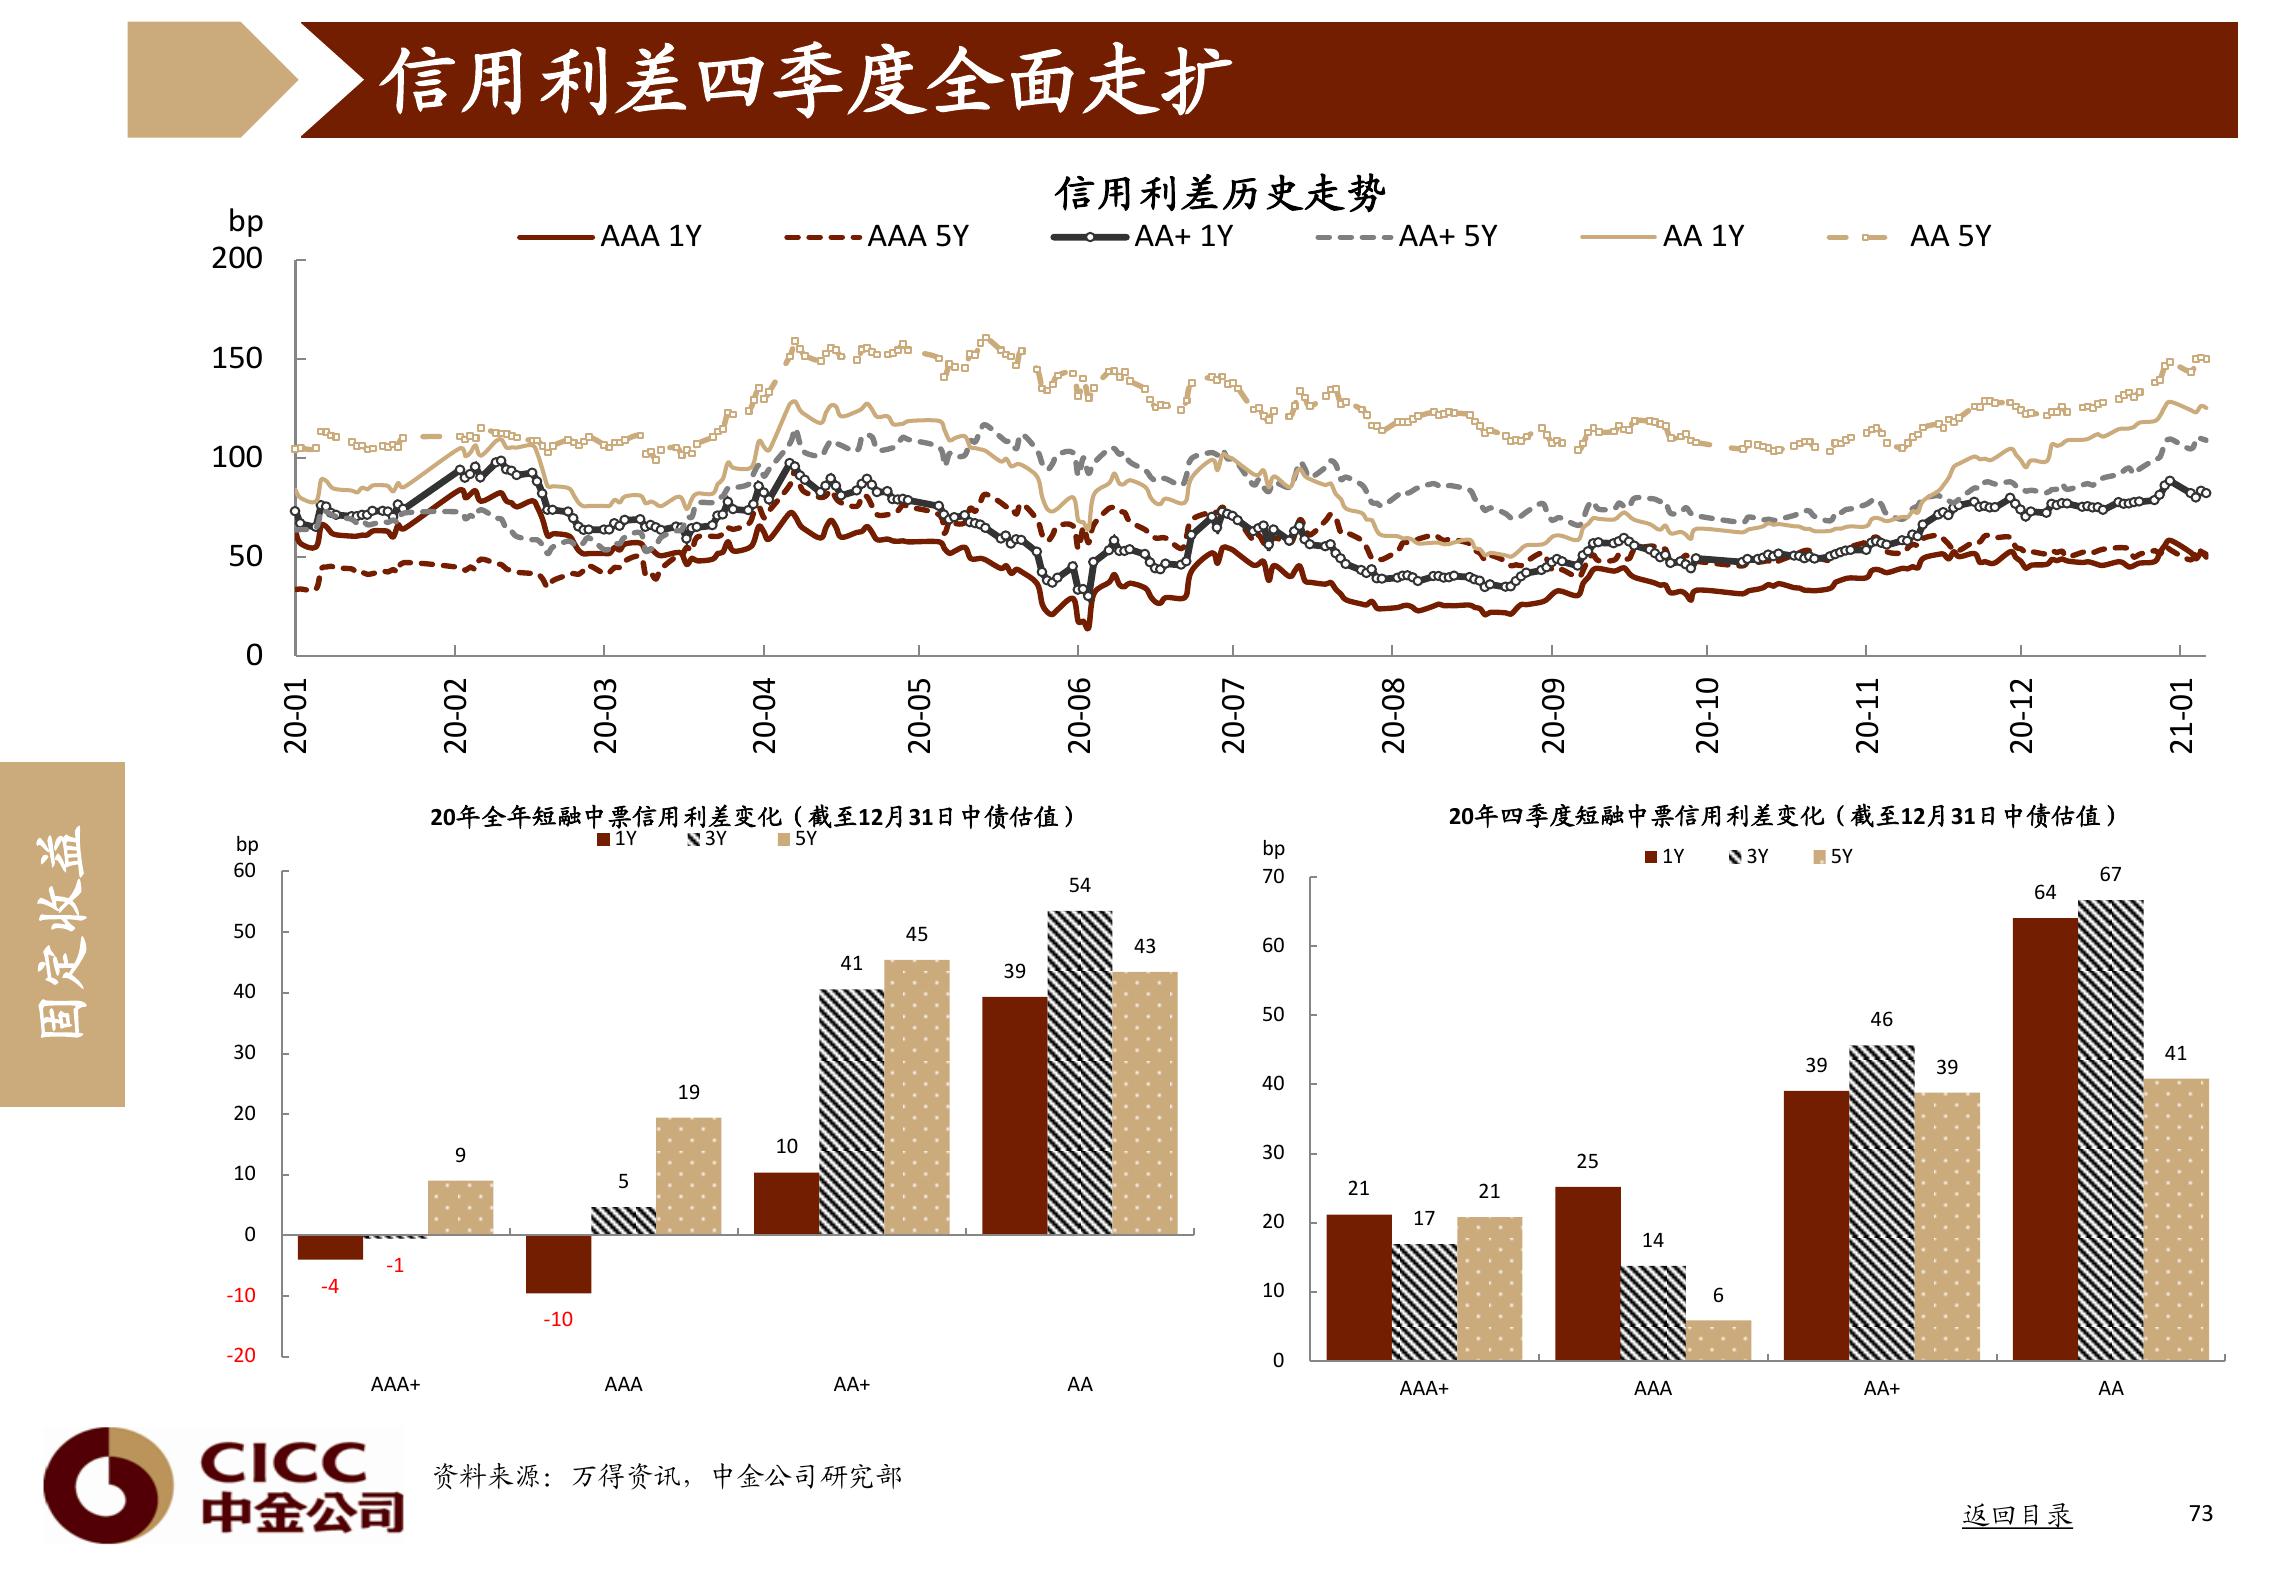 信用利差四季度全面走扩
信用利差历史走势
bp
AAA 1Y AAA 5Y AA+ 1Y AA+ 5Y AA 1Y AA 5Y
200
150
100
50
0
20-01 20-02 20-03 20-04 20-05 20-06 20-07 20-08 20-09 20-10 20-11 20-12 21-01
固定收益
20年全年短融中票信用利差变化（截至12月31日中债估值）
bp
1Y 3Y 5Y
60
50
40
30
20
10
0
-10
-20
-4 -1 9
-10 5 19
10 41 45
39 54 43
AAA+ AAA AA+ AA
20年四季度短融中票信用利差变化（截至12月31日中债估值）
bp
1Y 3Y 5Y
70
60
50
40
30
20
10
0
21 17 21
25 14 6
39 46 39
64 67 41
AAA+ AAA AA+ AA
CICC
中金公司
资料来源：万得资讯，中金公司研究部
返回目录
73